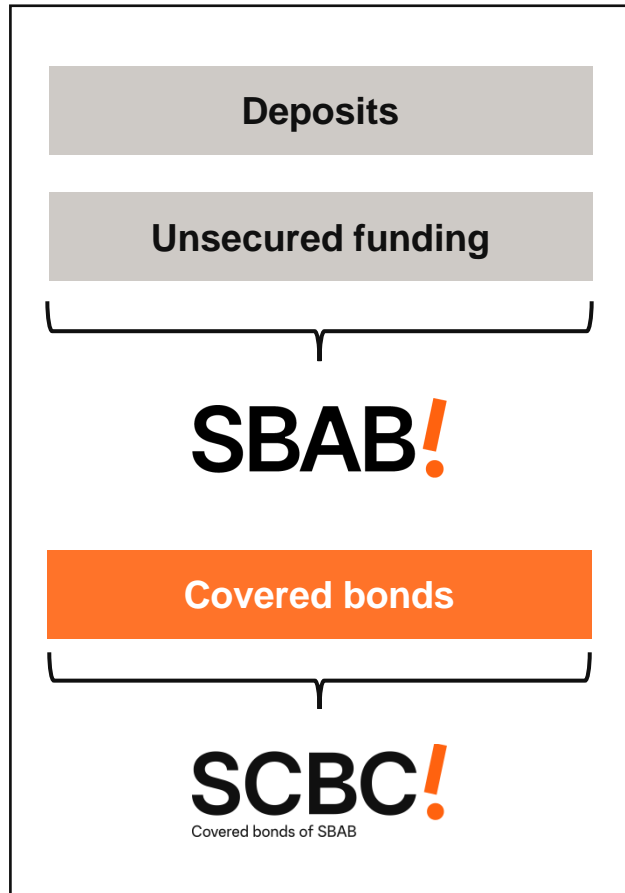 Deposits
Unsecured funding
SBAB!
Covered bonds
SCBC!
Covered bonds of SBAB